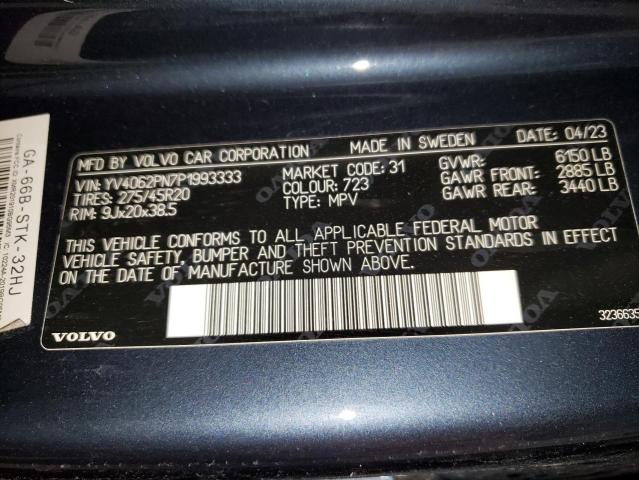 MFD BY VOLVO CAR CORPORATION MADE IN SWEDEN DATE: 04/23
VIN: YV4062PN7P1993333 MARKET CODE: 31 GVWR: 6150 LB
TIRES: 275/45R20 COLOUR: 723 GAWR FRONT: 2885 LB
RIM: 9Jx20x38.5 TYPE: MPV GAWR REAR: 3440 LB
THIS VEHICLE CONFORMS TO ALL APPLICABLE FEDERAL MOTOR
VEHICLE SAFETY, BUMPER AND THEFT PREVENTION STANDARDS IN EFFECT
ON THE DATE OF MANUFACTURE SHOWN ABOVE.
VOLVO
3236635
GA 66B-STK-32HJ